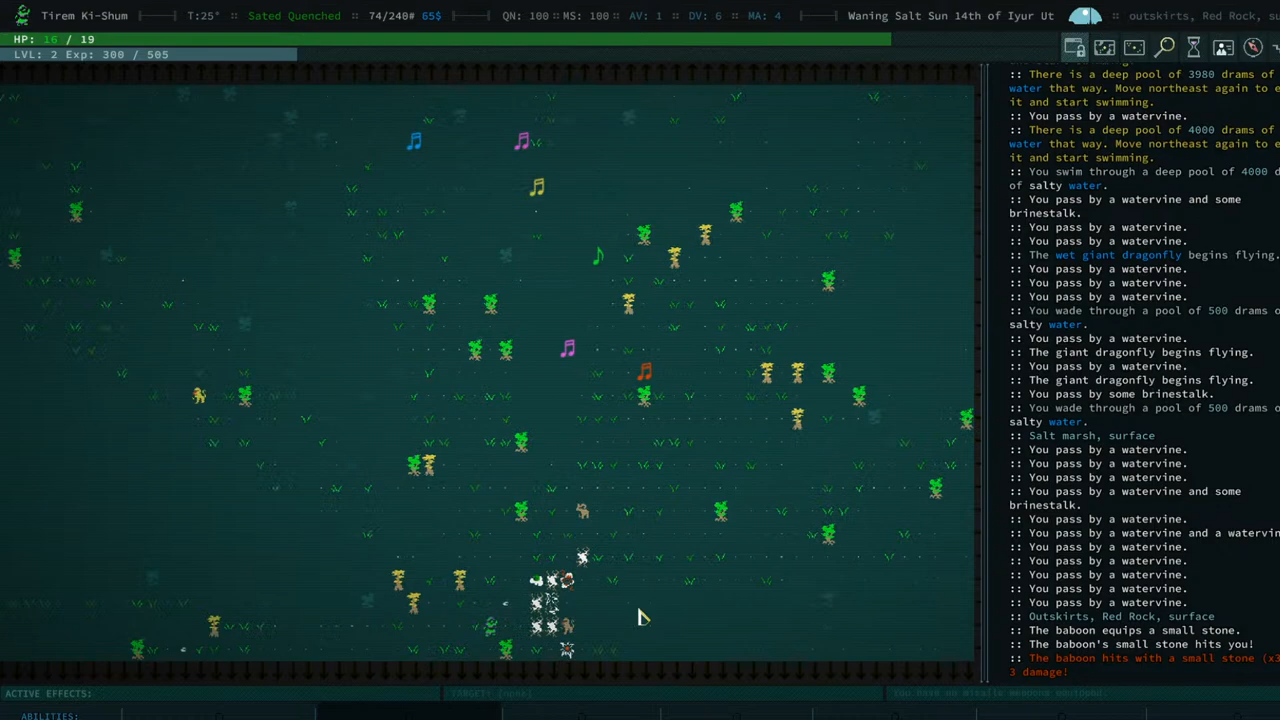 Tirem Ki-Shum T:25° :: Sated Quenched :: 74/240# 65$ QN: 100 :: MS: 100 :: AV: 1 :: DV: 6 :: MA: 4 Waning Salt Sun 14th of Iyur Ut :: outskirts, Red Rock, su
HP: 16 / 19
LVL: 2 Exp: 300 / 505
:: There is a deep pool of 3980 drams of
water that way. Move northeast again to e
it and start swimming.
:: You pass by a watervine.
:: There is a deep pool of 4000 drams of
water that way. Move northeast again to e
it and start swimming.
:: You swim through a deep pool of 4000 d
of salty water.
:: You pass by a watervine and some
brinestalk.
:: You pass by a watervine.
:: You pass by a watervine.
:: The wet giant dragonfly begins flying.
:: You pass by a watervine.
:: You pass by a watervine.
:: You pass by a watervine.
:: You wade through a pool of 500 drams o
salty water.
:: You pass by a watervine.
:: The giant dragonfly begins flying.
:: You pass by a watervine.
:: The giant dragonfly begins flying.
:: You pass by some brinestalk.
:: You wade through a pool of 500 drams o
salty water.
:: Salt marsh, surface
:: You pass by a watervine.
:: You pass by a watervine.
:: You pass by a watervine.
:: You pass by a watervine and some
brinestalk.
:: You pass by a watervine.
:: You pass by a watervine and a watervin
:: You pass by a watervine.
:: You pass by a watervine.
:: You pass by a watervine.
:: You pass by a watervine.
:: You pass by a watervine.
:: Outskirts, Red Rock, surface
:: The baboon equips a small stone.
:: The baboon's small stone hits you!
:: The baboon hits with a small stone (x3
3 damage!
ACTIVE EFFECTS:
TARGET: [none]
You have no missile weapons equipped.
ABILITIES: